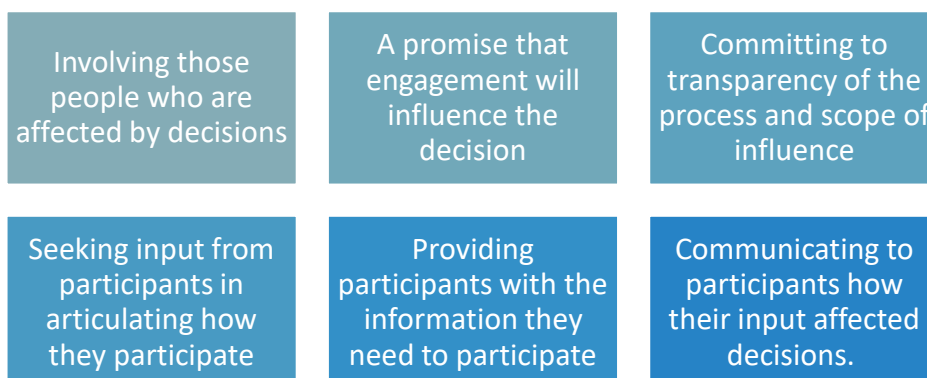 Involving those
people who are
affected by decisions
A promise that
engagement will
influence the
decision
Committing to
transparency of the
process and scope of
influence
Seeking input from
participants in
articulating how
they participate
Providing
participants with the
information they
need to participate
Communicating to
participants how
their input affected
decisions.